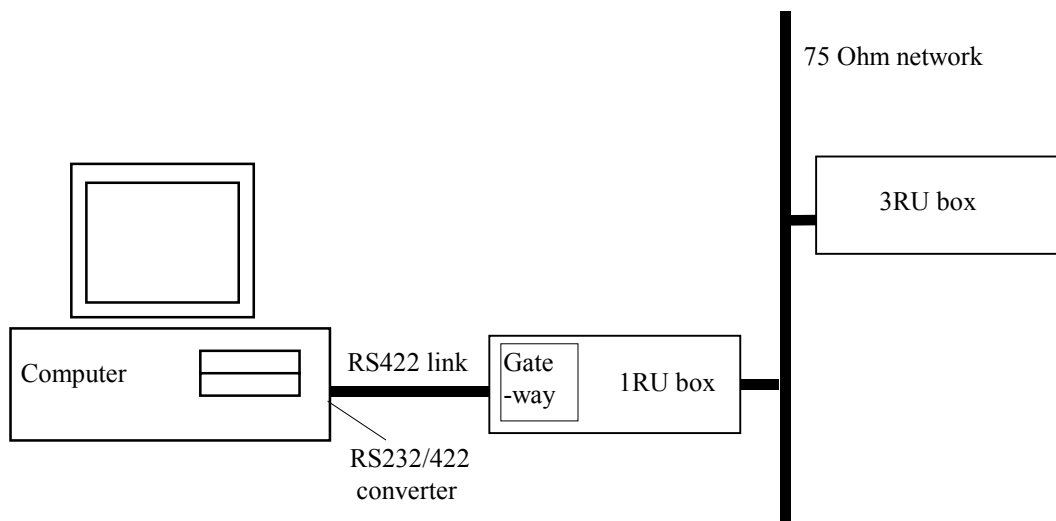 75 Ohm network
3RU box
Computer
RS422 link
Gate
-way
1RU box
RS232/422
converter